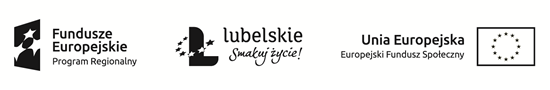 Fundusze
Europejskie
Program Regionalny
lubelskie
Smakuj życie!
Unia Europejska
Europejski Fundusz Społeczny